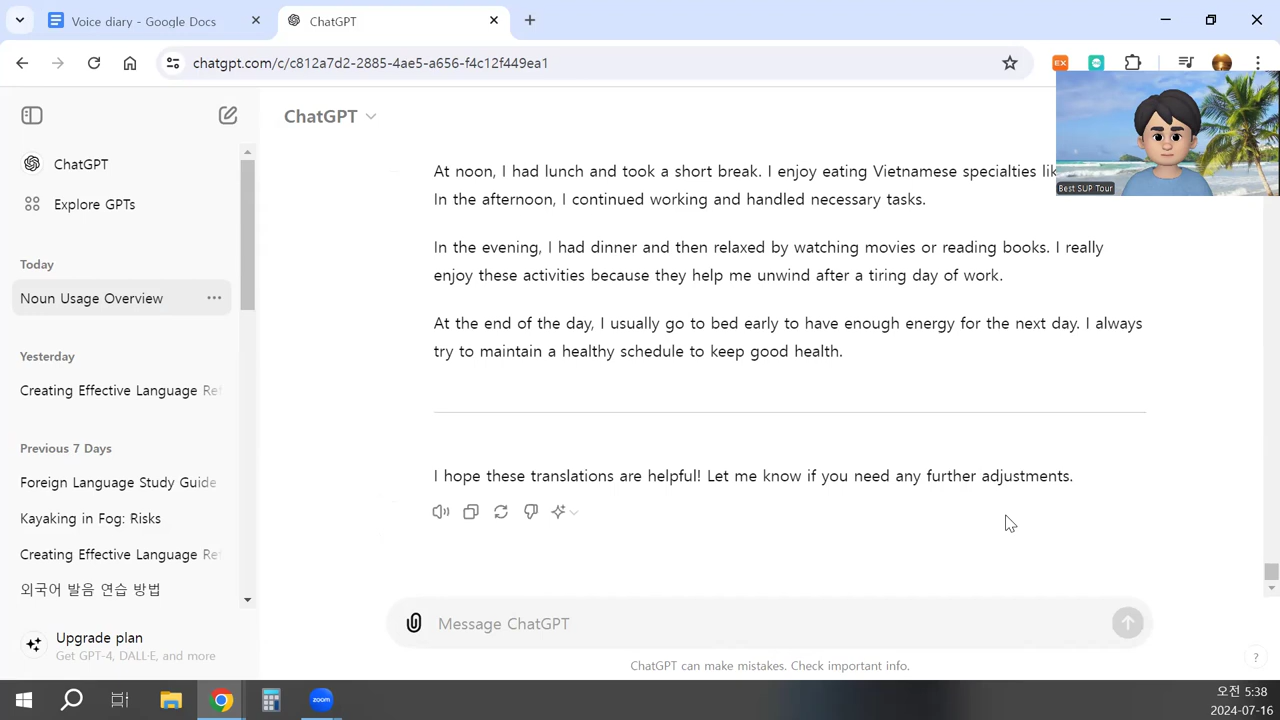 Voice diary - Google Docs
ChatGPT
chatgpt.com/c/c812a7d2-2885-4ae5-a656-f4c12f449ea1
ChatGPT
ChatGPT
Explore GPTs
Today
Noun Usage Overview
Yesterday
Creating Effective Language Ref
Previous 7 Days
Foreign Language Study Guide
Kayaking in Fog: Risks
Creating Effective Language Ref
외국어 발음 연습 방법
Upgrade plan
Get GPT-4, DALL·E, and more
At noon, I had lunch and took a short break. I enjoy eating Vietnamese specialties lik
In the afternoon, I continued working and handled necessary tasks.
In the evening, I had dinner and then relaxed by watching movies or reading books. I really
enjoy these activities because they help me unwind after a tiring day of work.
At the end of the day, I usually go to bed early to have enough energy for the next day. I always
try to maintain a healthy schedule to keep good health.
I hope these translations are helpful! Let me know if you need any further adjustments.
Message ChatGPT
ChatGPT can make mistakes. Check important info.
?
EX
Best SUP Tour
zoom
오전 5:38
2024-07-16